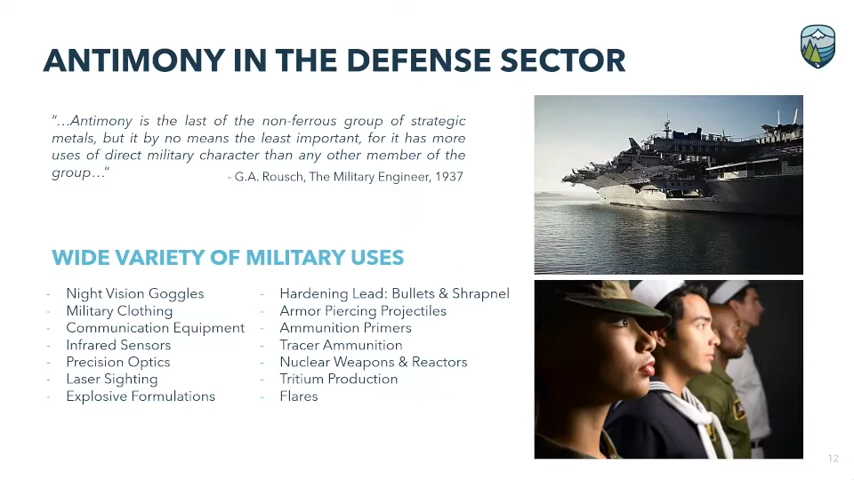 ANTIMONY IN THE DEFENSE SECTOR
“…Antimony is the last of the non-ferrous group of strategic
metals, but it by no means the least important, for it has more
uses of direct military character than any other member of the
group…”
- G.A. Rousch, The Military Engineer, 1937
WIDE VARIETY OF MILITARY USES
- Night Vision Goggles
- Military Clothing
- Communication Equipment
- Infrared Sensors
- Precision Optics
- Laser Sighting
- Explosive Formulations
- Hardening Lead: Bullets & Shrapnel
- Armor Piercing Projectiles
- Ammunition Primers
- Tracer Ammunition
- Nuclear Weapons & Reactors
- Tritium Production
- Flares
12